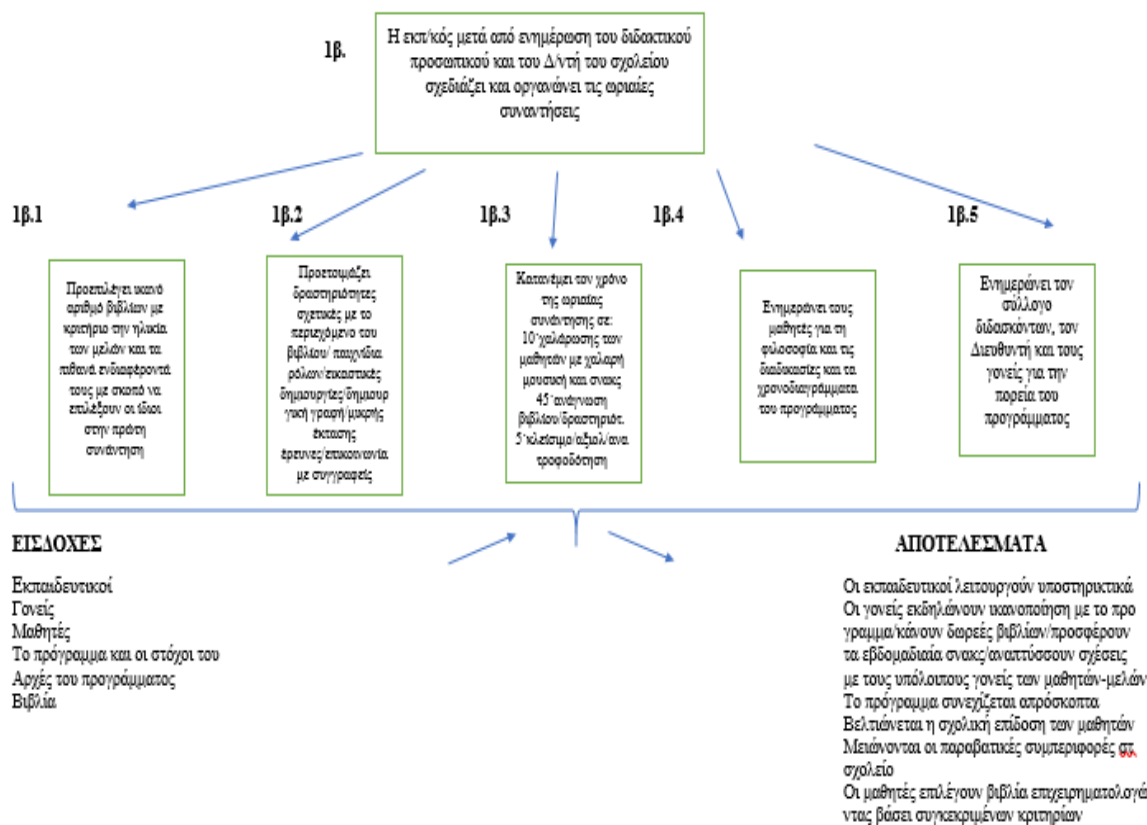 1β.
Η εκπ/κός μετά από ενημέρωση του διδακτικού
προσωπικού και του Δ/ντή του σχολείου
σχεδιάζει και οργανώνει τις ωριαίες
συναντήσεις
1β.1
1β.2
1β.3
1β.4
1β.5
Προεπιλέγει ικανό
αριθμό βιβλίων με
κριτήριο την ηλικία
των μελών και τα
πιθανά ενδιαφέροντά
τους με σκοπό να
επιλέξουν οι ίδιοι
στην πρώτη
συνάντηση
Προετοιμάζει
δραστηριότητες
σχετικές με το
περιεχόμενο του
βιβλίου/ παιχνίδια
ρόλων/εικαστικές
δημιουργίες/δημιουρ
γική γραφή/μικρής
έκτασης
έρευνες/επικοινωνία
με συγγραφείς
Κατανέμει τον χρόνο
της ωριαίας
συνάντησης σε:
10΄χαλάρωσης των
μαθητών με χαλαρή
μουσική και σνακς
45΄ανάγνωση
βιβλίου/δραστηριότ.
5΄κλείσιμο/αξιολ/ανα
τροφοδότηση
Ενημερώνει τους
μαθητές για τη
φιλοσοφία και τις
διαδικασίες και τα
χρονοδιαγράμματα
του προγράμματος
Ενημερώνει τον
σύλλογο
διδασκόντων, τον
Διευθυντή και τους
γονείς για την
πορεία του
προγράμματος
ΕΙΣΔΟΧΕΣ
Εκπαιδευτικοί
Γονείς
Μαθητές
Το πρόγραμμα και οι στόχοι του
Αρχές του προγράμματος
Βιβλία
ΑΠΟΤΕΛΕΣΜΑΤΑ
Οι εκπαιδευτικοί λειτουργούν υποστηρικτικά
Οι γονείς εκδηλώνουν ικανοποίηση με το προ
γραμμα/κάνουν δωρεές βιβλίων/προσφέρουν
τα εβδομαδιαία σνακς/αναπτύσσουν σχέσεις
με τους υπόλοιπους γονείς των μαθητών-μελών
Το πρόγραμμα συνεχίζεται απρόσκοπτα
Βελτιώνεται η σχολική επίδοση των μαθητών
Μειώνονται οι παραβατικές συμπεριφορές στ
σχολείο
Οι μαθητές επιλέγουν βιβλία επιχειρηματολογώ
ντας βάσει συγκεκριμένων κριτηρίων